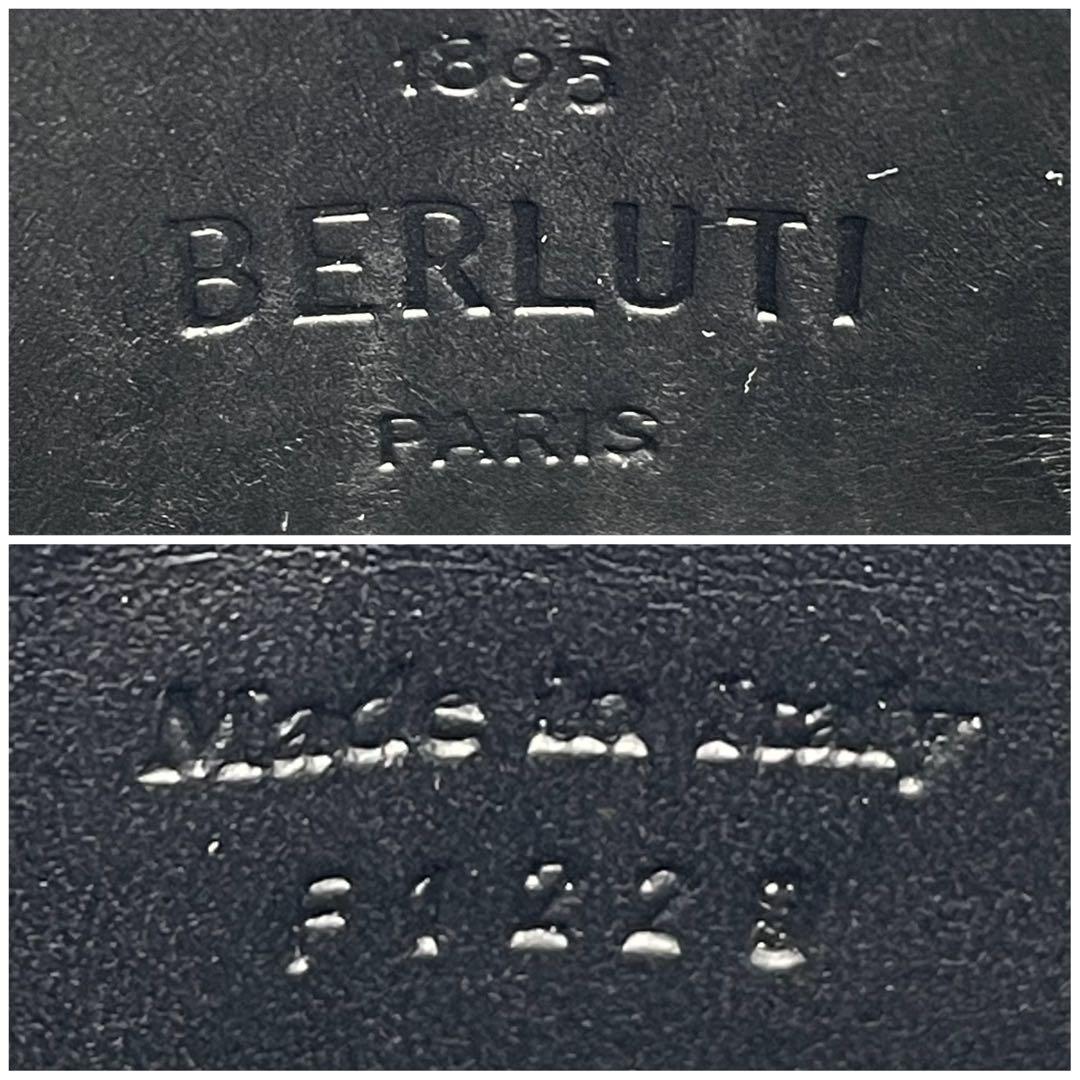 1895
BERLUTI
PARIS
Made in Italy